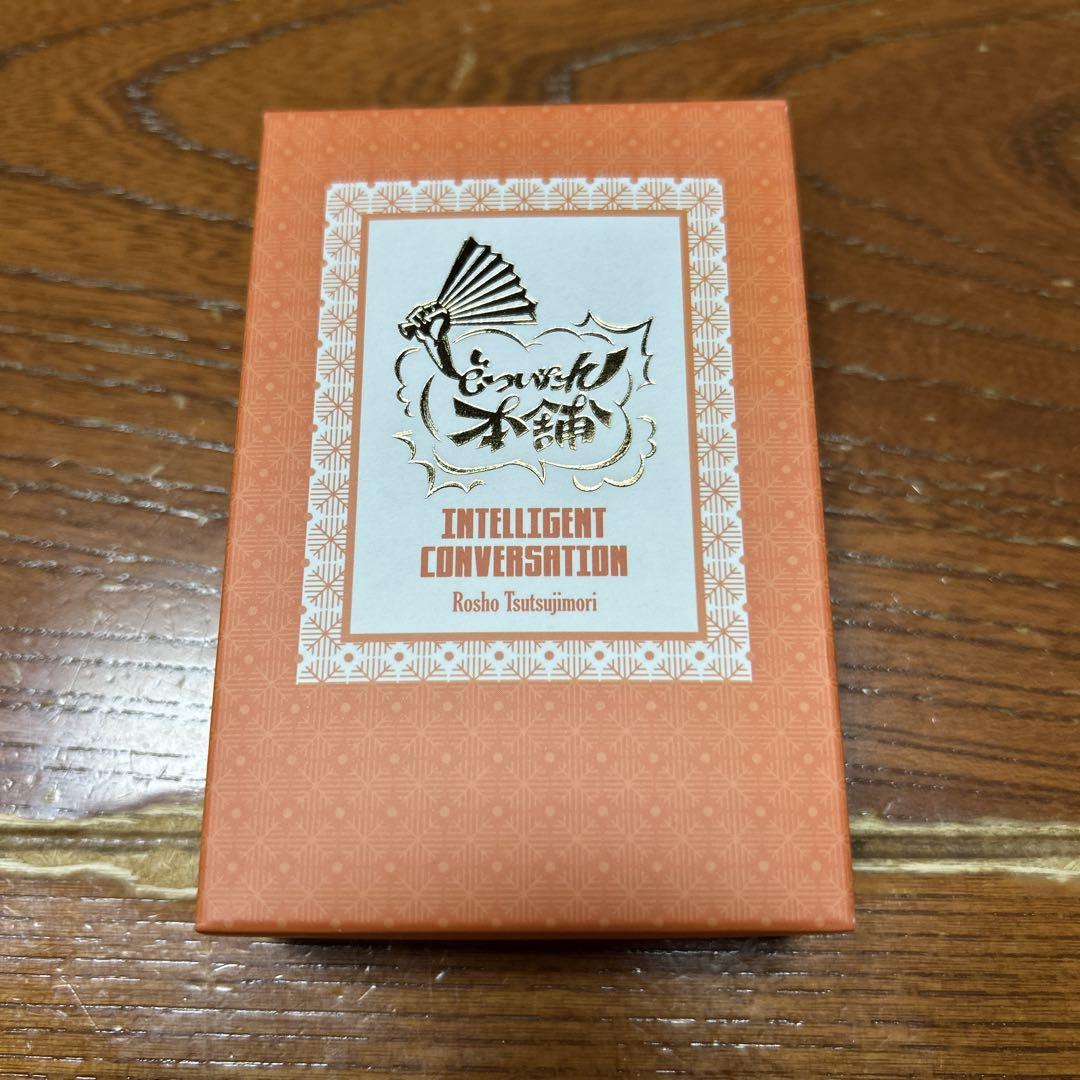 どついたれ
本舗
INTELLIGENT
CONVERSATION
Rosho Tsutsujimori